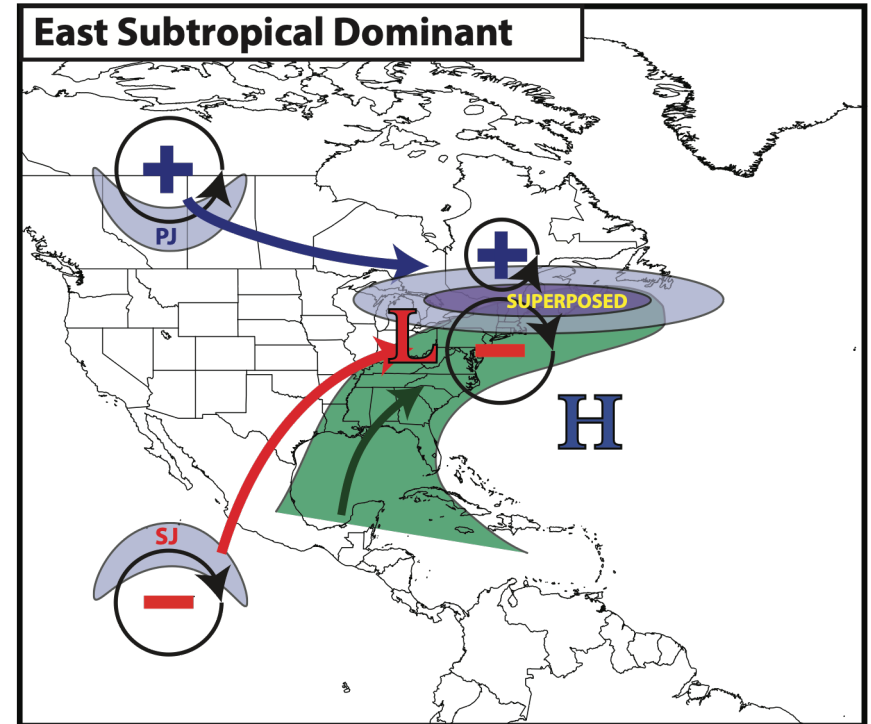 East Subtropical Dominant
+
PJ
+
SUPERPOSED
L
−
H
SJ
−